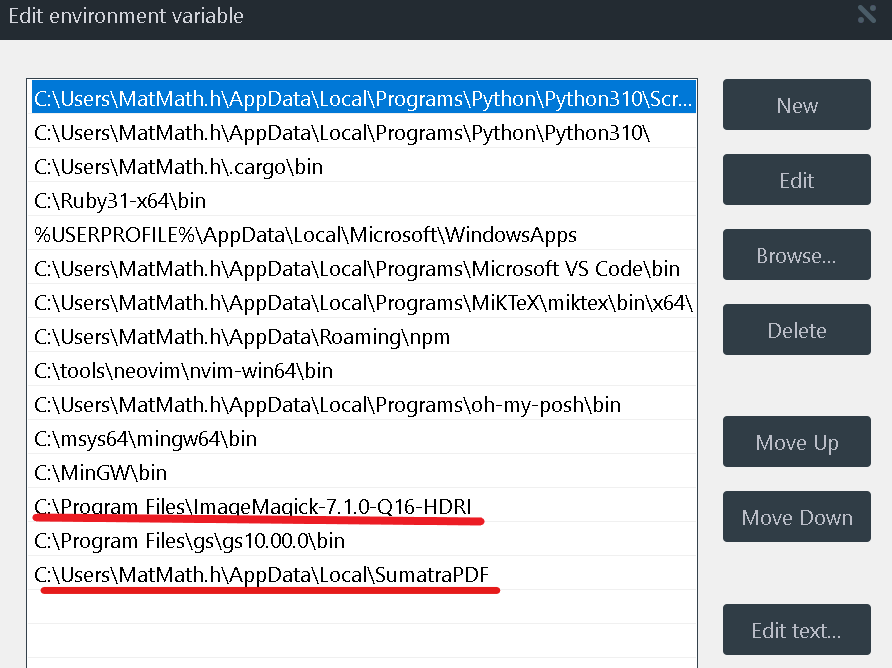 Edit environment variable
C:\Users\MatMath.h\AppData\Local\Programs\Python\Python310\Scr...
C:\Users\MatMath.h\AppData\Local\Programs\Python\Python310\
C:\Users\MatMath.h\.cargo\bin
C:\Ruby31-x64\bin
%USERPROFILE%\AppData\Local\Microsoft\WindowsApps
C:\Users\MatMath.h\AppData\Local\Programs\Microsoft VS Code\bin
C:\Users\MatMath.h\AppData\Local\Programs\MiKTeX\miktex\bin\x64\
C:\Users\MatMath.h\AppData\Roaming\npm
C:\tools\neovim\nvim-win64\bin
C:\Users\MatMath.h\AppData\Local\Programs\oh-my-posh\bin
C:\msys64\mingw64\bin
C:\MinGW\bin
C:\Program Files\ImageMagick-7.1.0-Q16-HDRI
C:\Program Files\gs\gs10.00.0\bin
C:\Users\MatMath.h\AppData\Local\SumatraPDF
New
Edit
Browse...
Delete
Move Up
Move Down
Edit text...